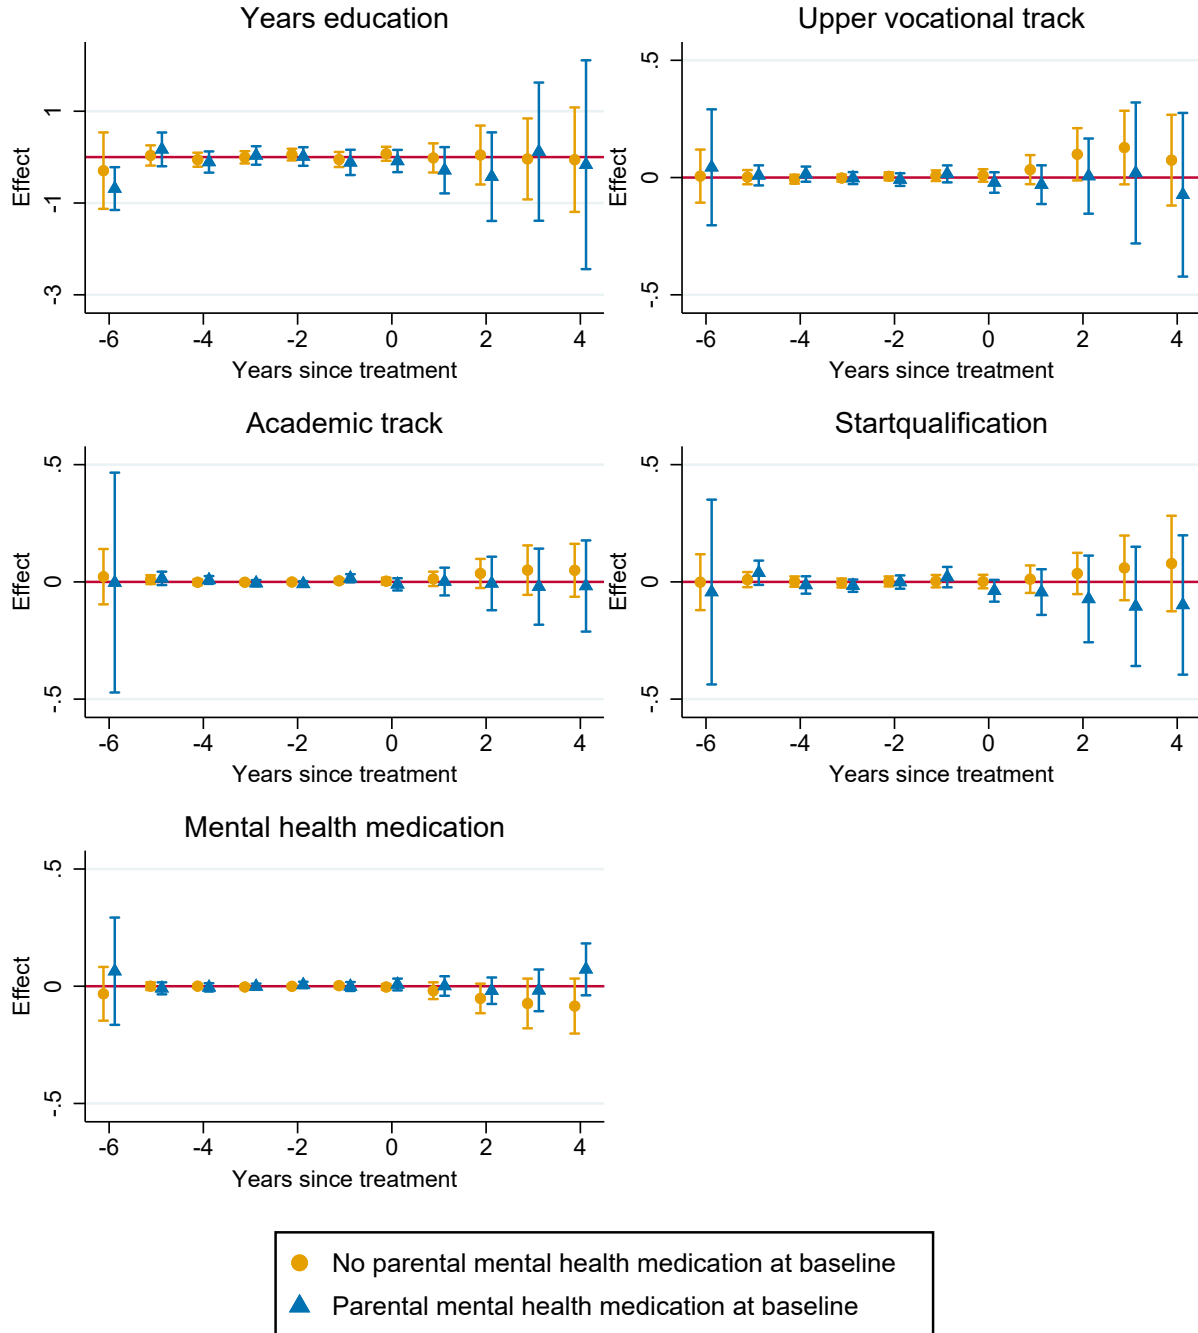 Years education
Effect
1
-1
-3
-6 -4 -2 0 2 4
Years since treatment
Upper vocational track
Effect
.5
0
-.5
-6 -4 -2 0 2 4
Years since treatment
Academic track
Effect
.5
0
-.5
-6 -4 -2 0 2 4
Years since treatment
Startqualification
Effect
.5
0
-.5
-6 -4 -2 0 2 4
Years since treatment
Mental health medication
Effect
.5
0
-.5
-6 -4 -2 0 2 4
Years since treatment
No parental mental health medication at baseline
Parental mental health medication at baseline